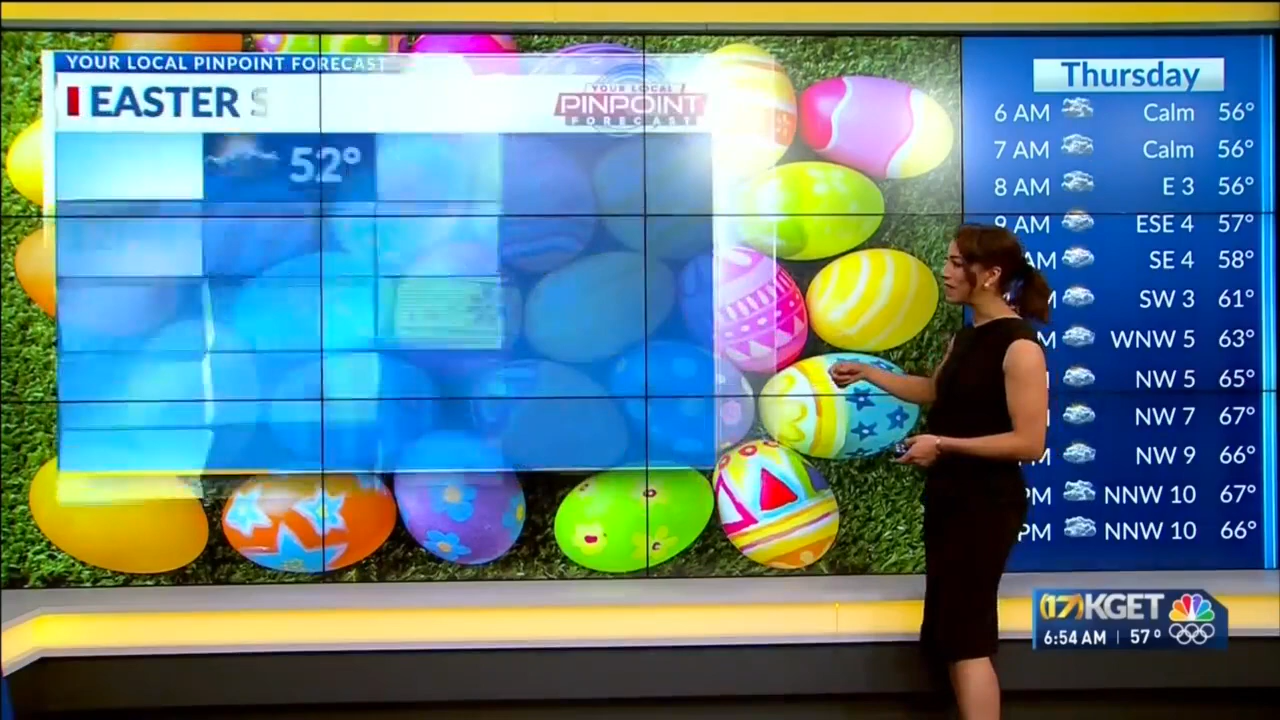 YOUR LOCAL PINPOINT FORECAST
EASTER S
YOUR LOCAL
PINPOINT
FORECAST
52°
Thursday
6 AM Calm 56°
7 AM Calm 56°
8 AM E 3 56°
9 AM ESE 4 57°
AM SE 4 58°
SW 3 61°
M WNW 5 63°
NW 5 65°
NW 7 67°
M NW 9 66°
PM NNW 10 67°
PM NNW 10 66°
17 KGET
6:54 AM | 57°